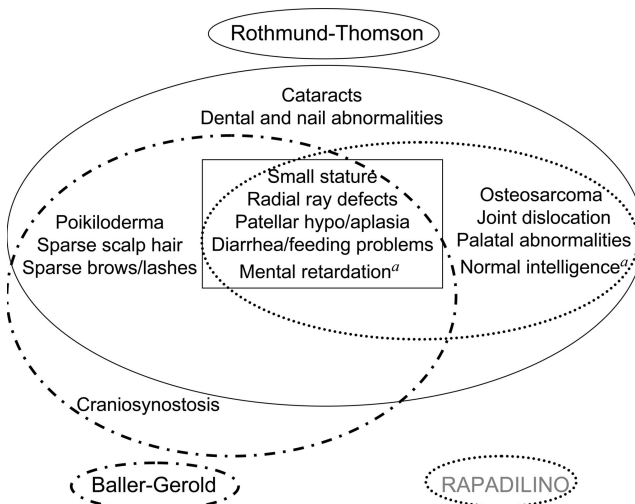 Rothmund-Thomson
Cataracts
Dental and nail abnormalities
Small stature
Radial ray defects
Patellar hypo/aplasia
Diarrhea/feeding problems
Mental retardationᵃ
Poikiloderma
Sparse scalp hair
Sparse brows/lashes
Osteosarcoma
Joint dislocation
Palatal abnormalities
Normal intelligenceᵃ
Craniosynostosis
Baller-Gerold
RAPADILINO